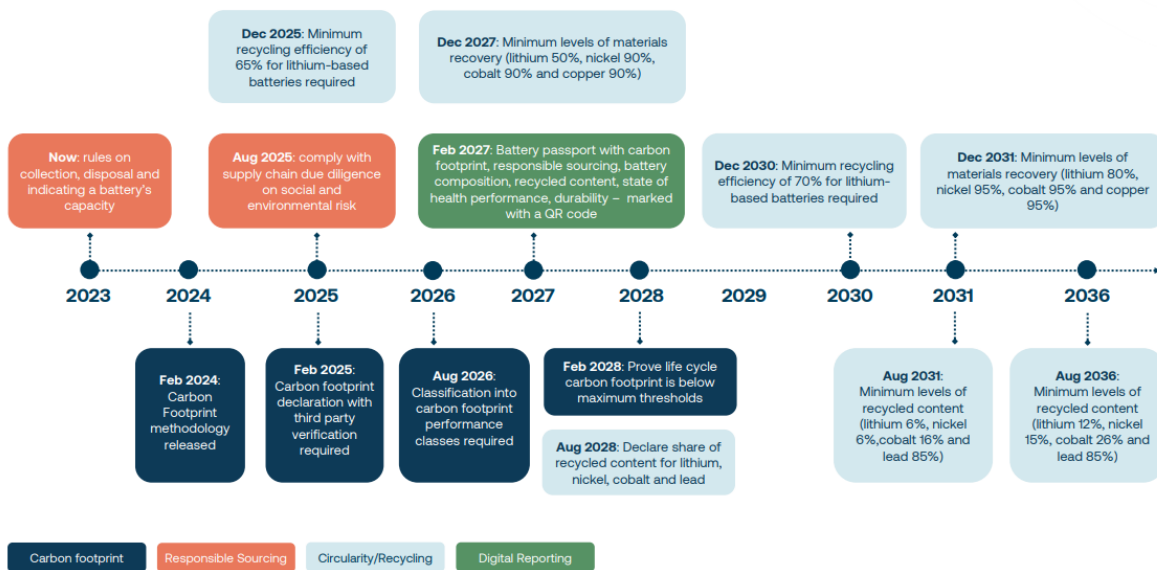 Dec 2025: Minimum
recycling efficiency of
65% for lithium-based
batteries required
Dec 2027: Minimum levels of materials
recovery (lithium 50%, nickel 90%,
cobalt 90% and copper 90%)
Now: rules on
collection, disposal and
indicating a battery's
capacity
Aug 2025: comply with
supply chain due diligence
on social and
environmental risk
Feb 2027: Battery passport with carbon
footprint, responsible sourcing, battery
composition, recycled content, state of
health performance, durability – marked
with a QR code
Dec 2030: Minimum recycling
efficiency of 70% for lithium-
based batteries required
Dec 2031: Minimum levels of
materials recovery (lithium 80%,
nickel 95%, cobalt 95% and copper
95%)
2023
2024
2025
2026
2027
2028
2029
2030
2031
2036
Feb 2024:
Carbon
Footprint
methodology
released
Feb 2025:
Carbon footprint
declaration with
third party
verification
required
Aug 2026:
Classification into
carbon footprint
performance
classes required
Feb 2028: Prove life cycle
carbon footprint is below
maximum thresholds
Aug 2028: Declare share of
recycled content for lithium,
nickel, cobalt and lead
Aug 2031:
Minimum levels of
recycled content
(lithium 6%, nickel
6%,cobalt 16% and
lead 85%)
Aug 2036:
Minimum levels of
recycled content
(lithium 12%, nickel
15%, cobalt 26% and
lead 85%)
Carbon footprint
Responsible Sourcing
Circularity/Recycling
Digital Reporting